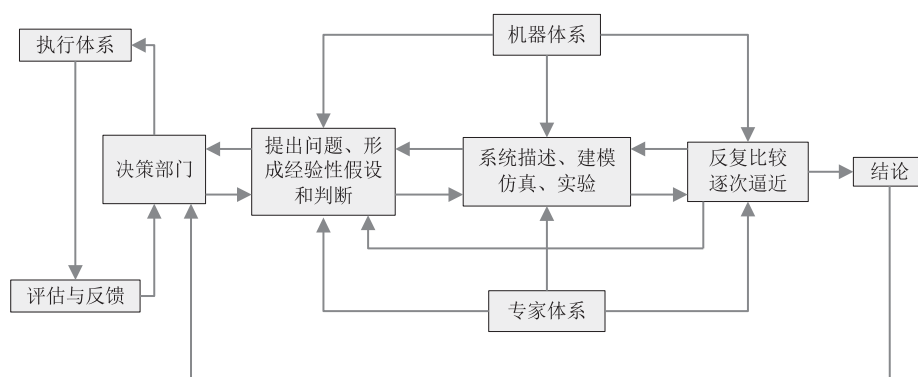 机器体系
执行体系
决策部门
提出问题、形
成经验性假设
和判断
系统描述、建模
仿真、实验
反复比较
逐次逼近
结论
评估与反馈
专家体系